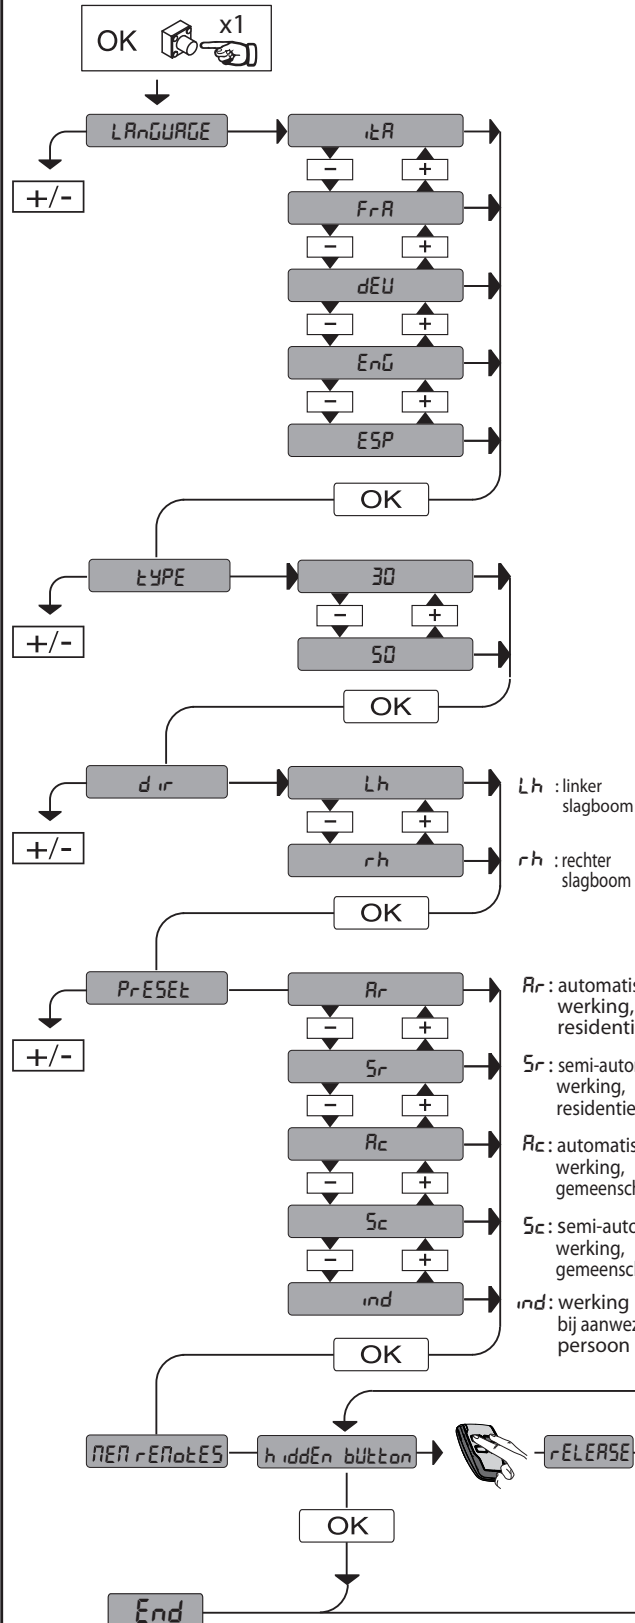 OK x1
LAnGUAGE
itA
+/-
- +
FrA
- +
dEU
- +
EnG
- +
ESP
OK
tYPE
30
+/-
- +
50
OK
dir
Lh
Lh : linker
slagboom
+/-
- +
rh
rh : rechter
slagboom
OK
PrESEt
Ar
Ar : automatis
werking,
residenti
+/-
- +
Sr
Sr : semi-autor
werking,
residentie
- +
Ac
Ac : automatis
werking,
gemeensch
- +
Sc
Sc : semi-auto
werking,
gemeensch
- +
ind
ind : werking
bij aanwez
persoon
OK
MEM rEMotES
hiddEn bUtton
rELEASE
OK
End